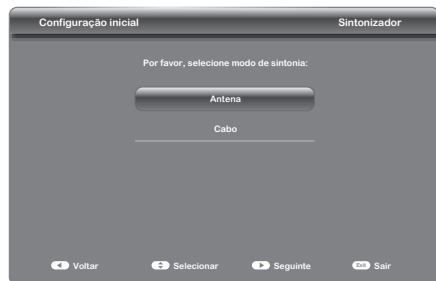 Configuração inicial Sintonizador
Por favor, selecione modo de sintonia:
Antena
Cabo
Voltar Selecionar Seguinte Exit Sair